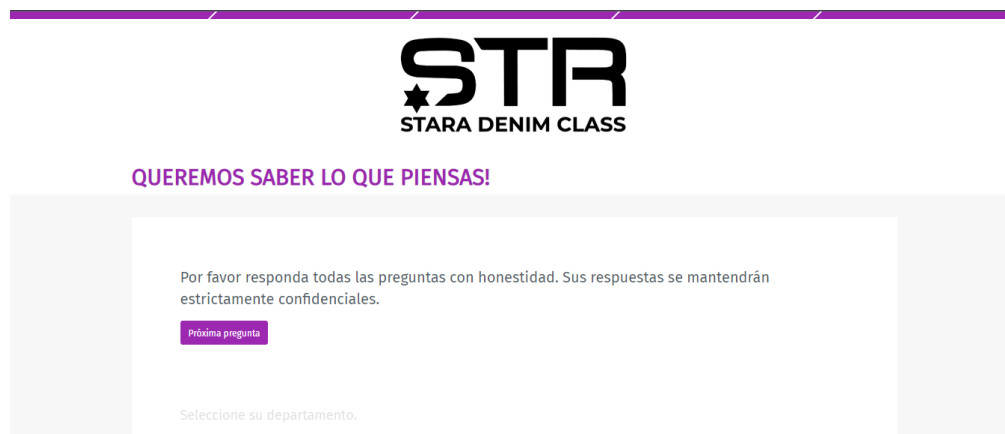 STR
STARA DENIM CLASS
QUEREMOS SABER LO QUE PIENSAS!
Por favor responda todas las preguntas con honestidad. Sus respuestas se mantendrán
estrictamente confidenciales.
Próxima pregunta
Seleccione su departamento.